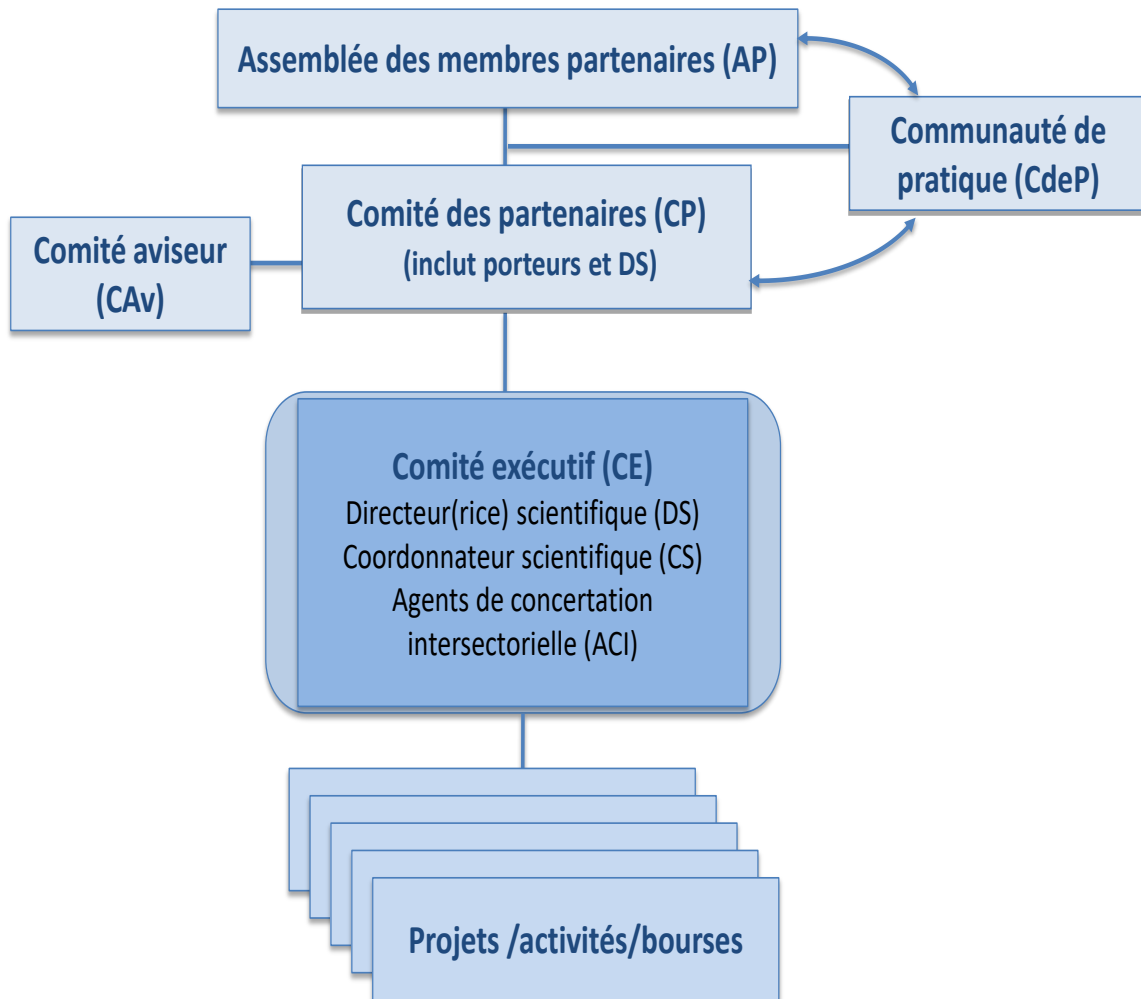 Assemblée des membres partenaires (AP)
Communauté de
pratique (CdeP)
Comité des partenaires (CP)
(inclut porteurs et DS)
Comité aviseur
(CAv)
Comité exécutif (CE)
Directeur(rice) scientifique (DS)
Coordonnateur scientifique (CS)
Agents de concertation
intersectorielle (ACI)
Projets /activités/bourses